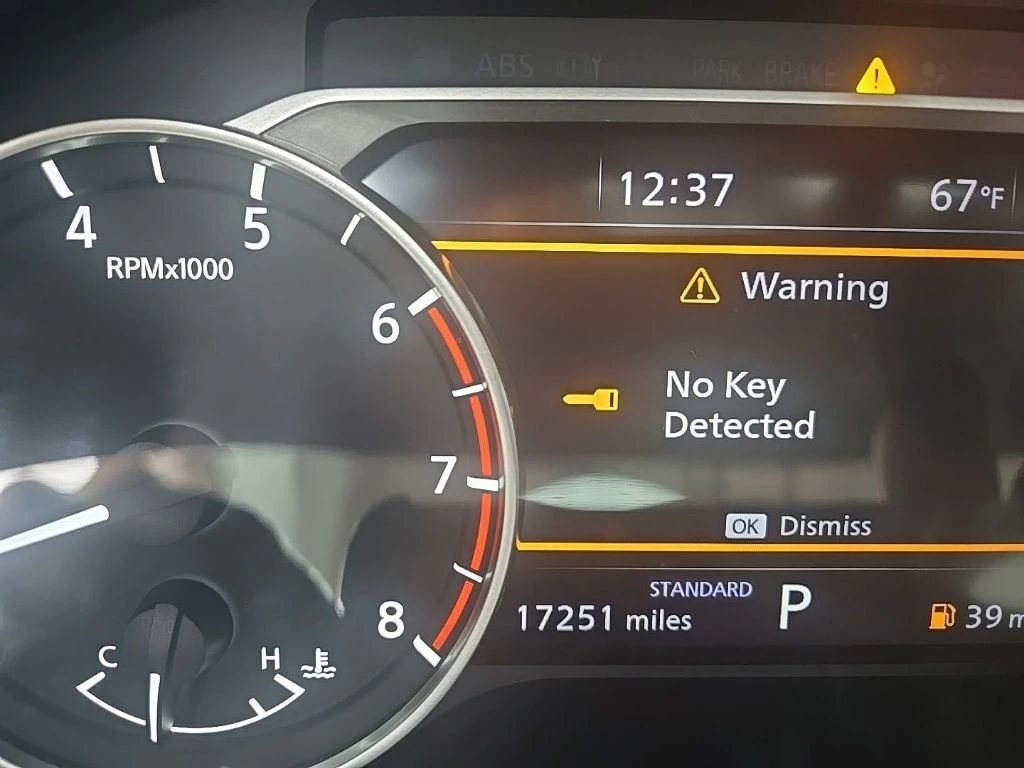 ABS
PARK BRAKE
12:37
67°F
4
5
RPMx1000
Warning
6
No Key
Detected
7
OK Dismiss
STANDARD
P
17251 miles
39 m
8
C
H